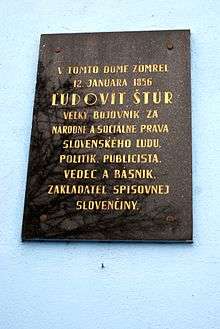 V TOMTO DOME ZOMREL
12. JANUÁRA 1856
ĽUDOVÍT ŠTÚR
VEĽKÝ BOJOVNÍK ZA
NÁRODNÉ A SOCIÁLNE PRÁVA
SLOVENSKÉHO ĽUDU,
POLITIK, PUBLICISTA,
VEDEC A BÁSNIK,
ZAKLADATEĽ SPISOVNEJ
SLOVENČINY.